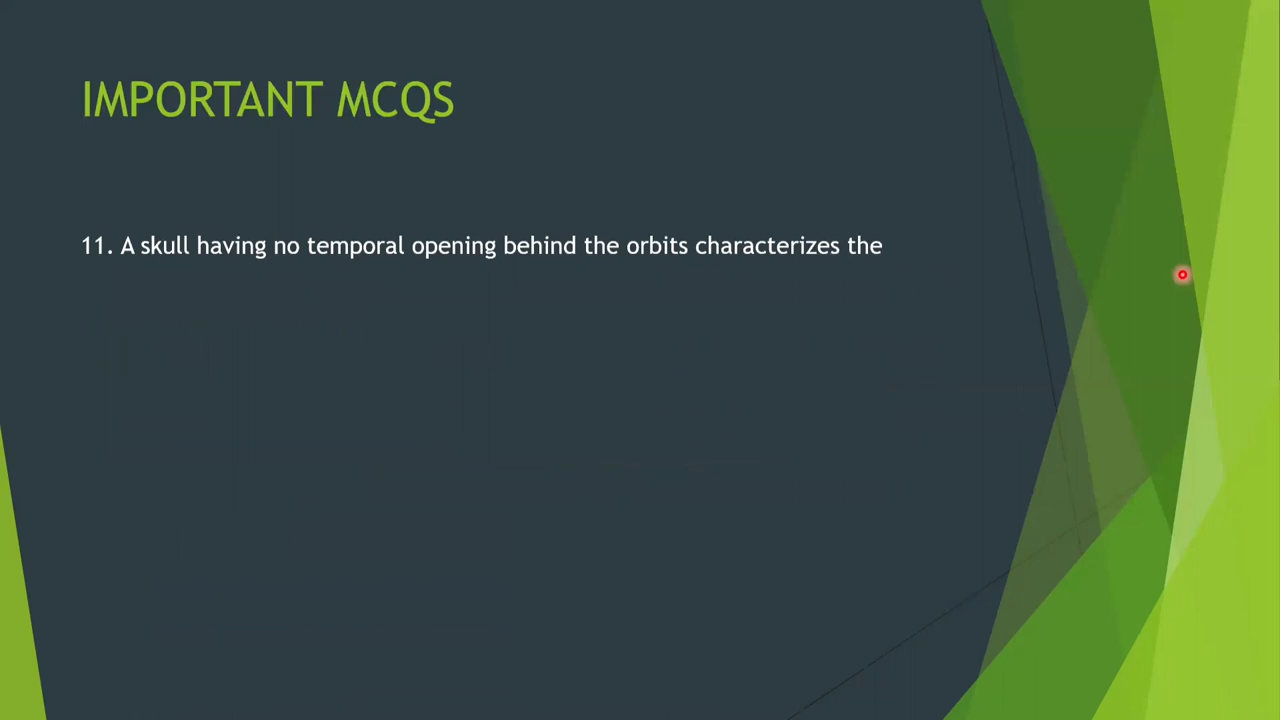 IMPORTANT MCQS
11. A skull having no temporal opening behind the orbits characterizes the